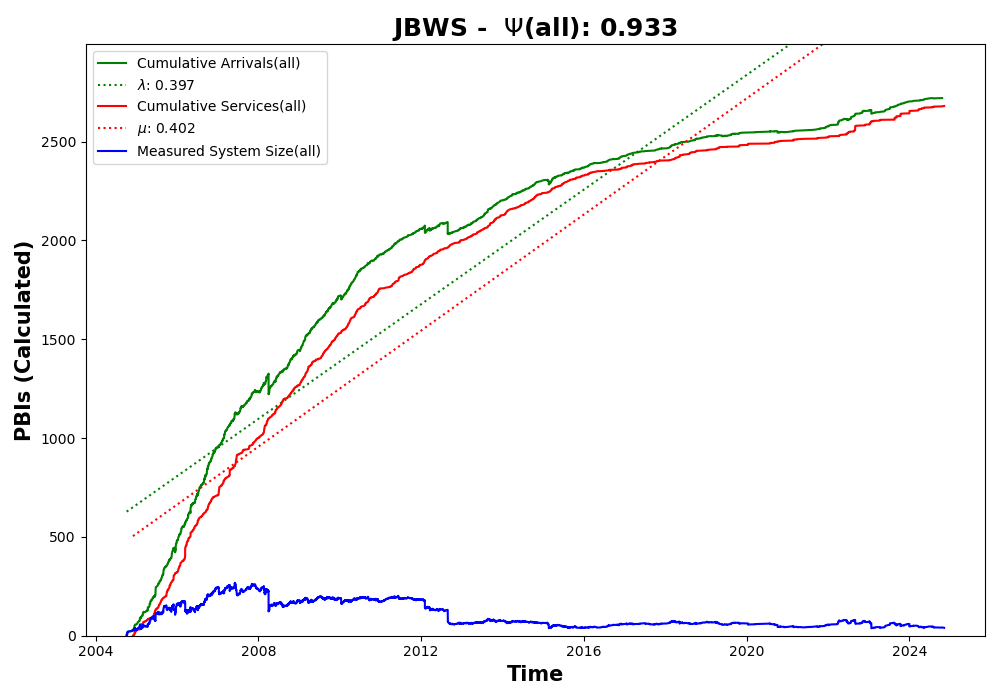 JBWS - Ψ(all): 0.933
Cumulative Arrivals(all)
λ: 0.397
Cumulative Services(all)
μ: 0.402
Measured System Size(all)
PBIs (Calculated)
2500
2000
1500
1000
500
0
2004 2008 2012 2016 2020 2024
Time